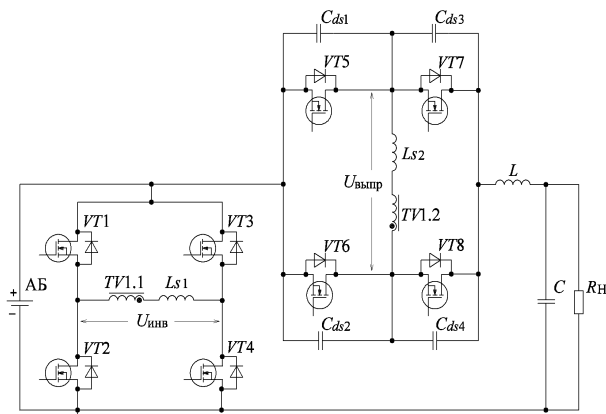 Cds1 Cds3
VT5 VT7
Ls2
Uвыпр
L
TV1.2
VT1 VT3
VT6 VT8
TV1.1 Ls1
+
АБ
-
C
Rн
Uинв
Cds2 Cds4
VT2 VT4